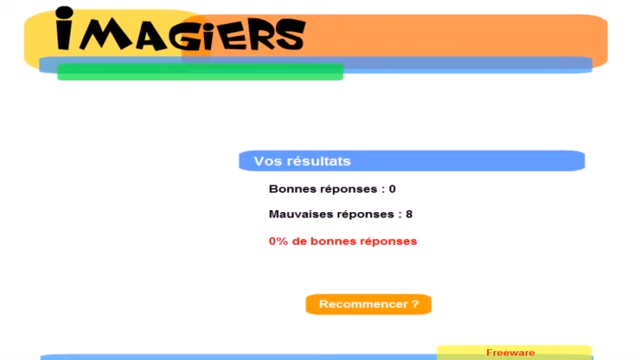 iMAGiERS
Vos résultats
Bonnes réponses : 0
Mauvaises réponses : 8
0% de bonnes réponses
Recommencer ?
Freeware